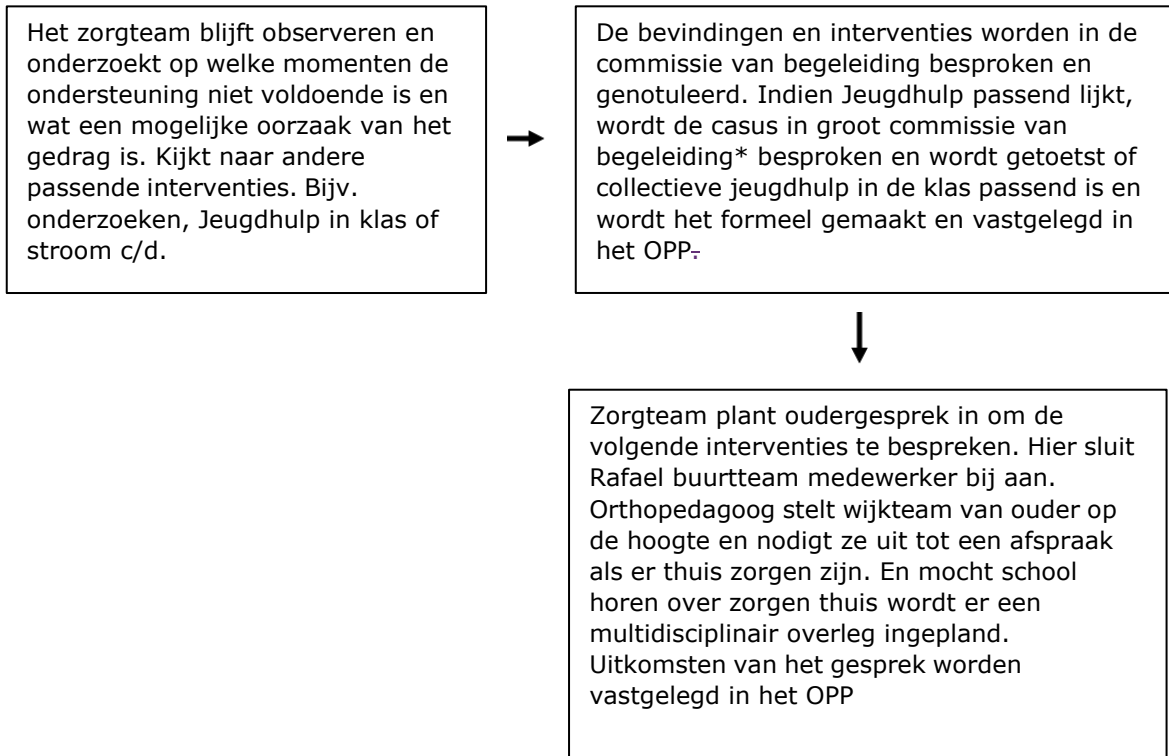 Het zorgteam blijft observeren en
onderzoekt op welke momenten de
ondersteuning niet voldoende is en
wat een mogelijke oorzaak van het
gedrag is. Kijkt naar andere
passende interventies. Bijv.
onderzoeken, Jeugdhulp in klas of
stroom c/d.
De bevindingen en interventies worden in de
commissie van begeleiding besproken en
genotuleerd. Indien Jeugdhulp passend lijkt,
wordt de casus in groot commissie van
begeleiding* besproken en wordt getoetst of
collectieve jeugdhulp in de klas passend is en
wordt het formeel gemaakt en vastgelegd in
het OPP.
Zorgteam plant oudergesprek in om de
volgende interventies te bespreken. Hier sluit
Rafael buurtteam medewerker bij aan.
Orthopedagoog stelt wijkteam van ouder op
de hoogte en nodigt ze uit tot een afspraak
als er thuis zorgen zijn. En mocht school
horen over zorgen thuis wordt er een
multidisciplinair overleg ingepland.
Uitkomsten van het gesprek worden
vastgelegd in het OPP